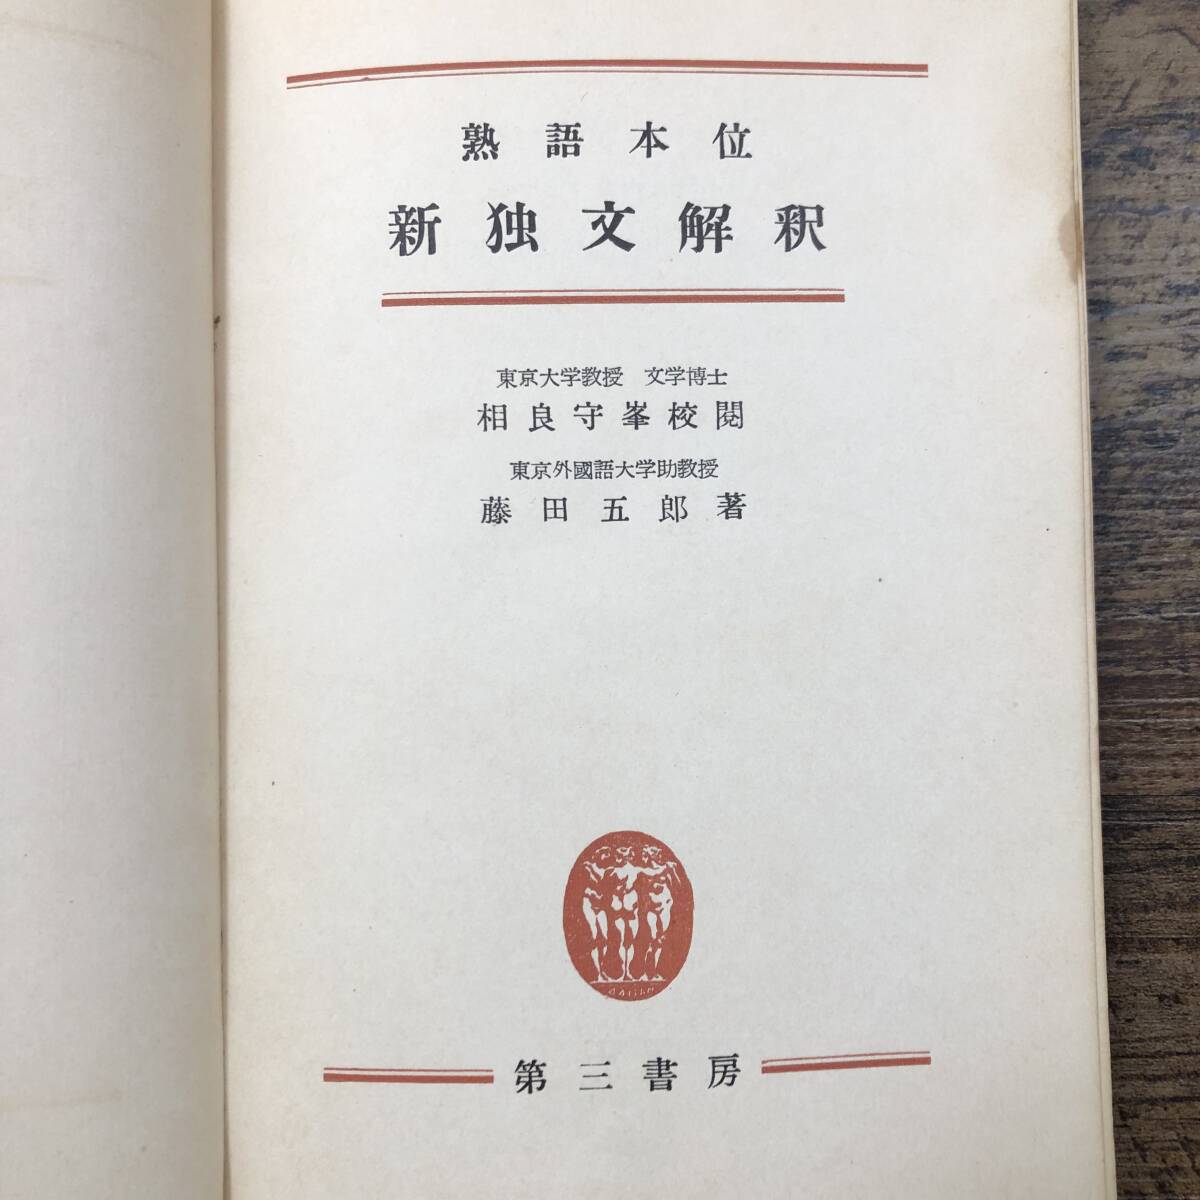 熟語本位
新独文解釈
東京大学教授 文学博士
相良守峯校閲
東京外國語大学助教授
藤田五郎著
第三書房